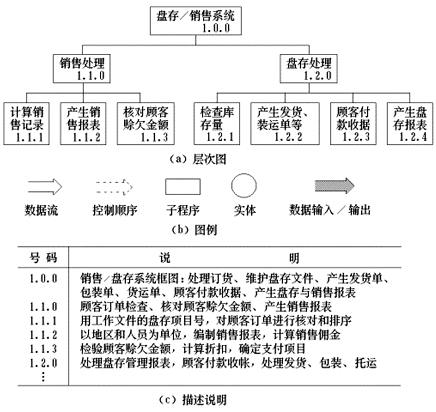 盘存／销售系统
1.0.0
销售处理
1.1.0
盘存处理
1.2.0
计算销
售记录
1.1.1
产生销
售报表
1.1.2
核对顾客
赊欠金额
1.1.3
检查库
存量
1.2.1
产生发货、
装运单等
1.2.2
顾客付
款收据
1.2.3
产生盘
存报表
1.2.4
（a）层次图
数据流 控制顺序 子程序 实体 数据输入／输出
（b）图例
号 码 说 明
1.0.0 销售／盘存系统框图:处理订货、维护盘存文件、产生发货单、
包装单、货运单、顾客付款收据、产生盘存与销售报表
1.1.0 顾客订单检查、核对顾客赊欠金额、产生销售报表
1.1.1 用工作文件的盘存项目号，对顾客订单进行核对和排序
1.1.2 以地区和人员为单位，编制销售报表，计算销售佣金
1.1.3 检验顾客赊欠金额，计算折扣，确定支付项目
1.2.0 处理盘存管理报表，顾客付款收帐，处理发货、包装、托运
⋮
（c）描述说明